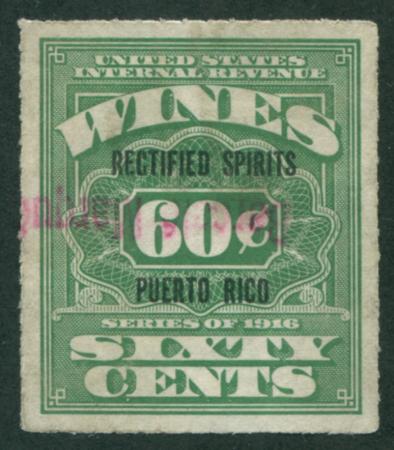 UNITED STATES
INTERNAL REVENUE
WINES
RECTIFIED SPIRITS
60¢
PUERTO RICO
SERIES OF 1916
SIXTY
CENTS